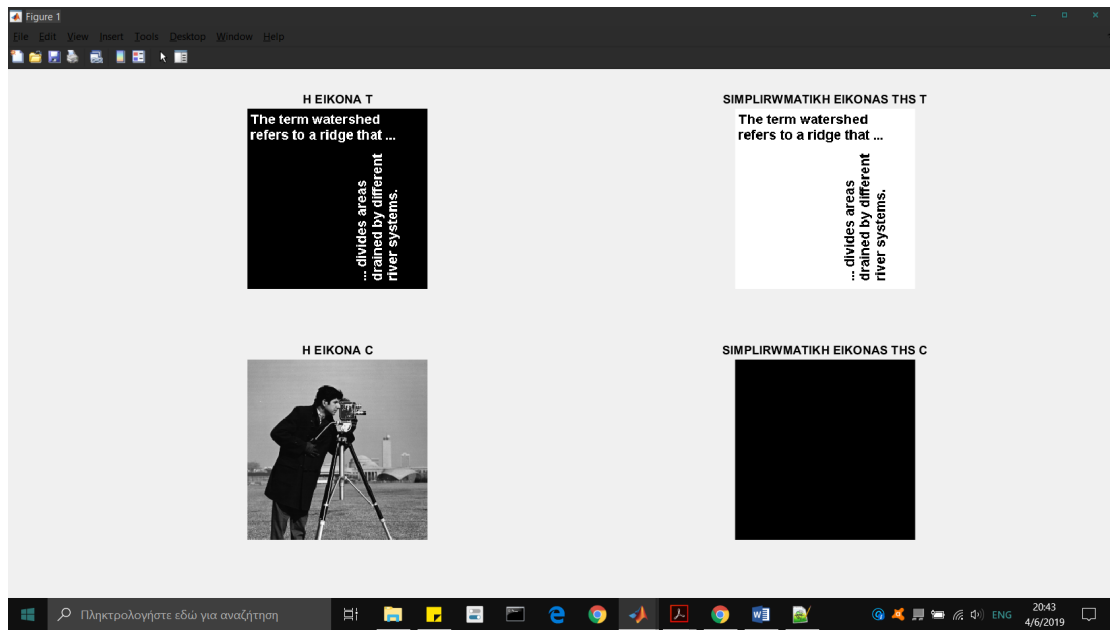 Figure 1
File Edit View Insert Tools Desktop Window Help
H EIKONA T
The term watershed
refers to a ridge that ...
... divides areas
drained by different
river systems.
SIMPLIRWMATIKH EIKONAS THS T
The term watershed
refers to a ridge that ...
... divides areas
drained by different
river systems.
H EIKONA C
SIMPLIRWMATIKH EIKONAS THS C
Πληκτρολογήστε εδώ για αναζήτηση
ENG
20:43
4/6/2019